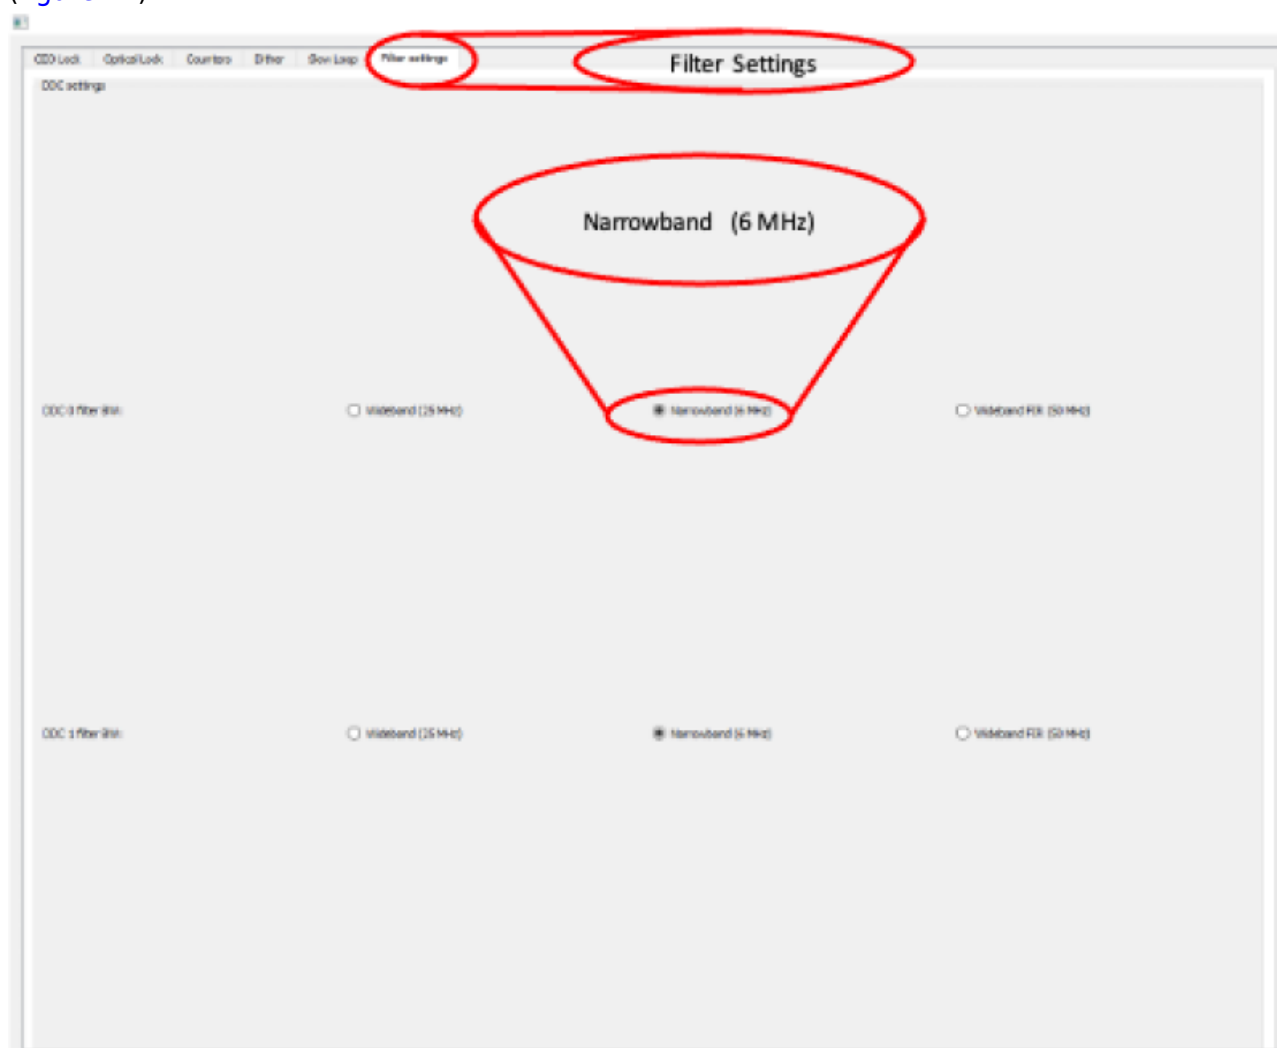 CEO Lock Optical Lock Counters Dither Slow Loop Filter settings Filter Settings
DDC settings
Narrowband (6 MHz)
DDC 0 filter BW: Wideband (25 MHz) Narrowband (6 MHz) Wideband FIR (50 MHz)
DDC 1 filter BW: Wideband (25 MHz) Narrowband (6 MHz) Wideband FIR (50 MHz)